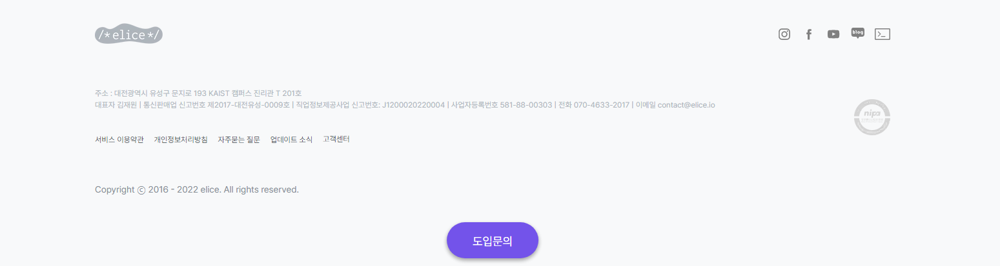 /*elice*/
blog
주소 : 대전광역시 유성구 문지로 193 KAIST 캠퍼스 진리관 T 201호
대표자 김재원 | 통신판매업 신고번호 제2017-대전유성-0009호 | 직업정보제공사업 신고번호: J1200020220004 | 사업자등록번호 581-88-00303 | 전화 070-4633-2017 | 이메일 contact@elice.io
nipa
서비스 이용약관 개인정보처리방침 자주묻는 질문 업데이트 소식 고객센터
Copyright ⓒ 2016 - 2022 elice. All rights reserved.
도입문의